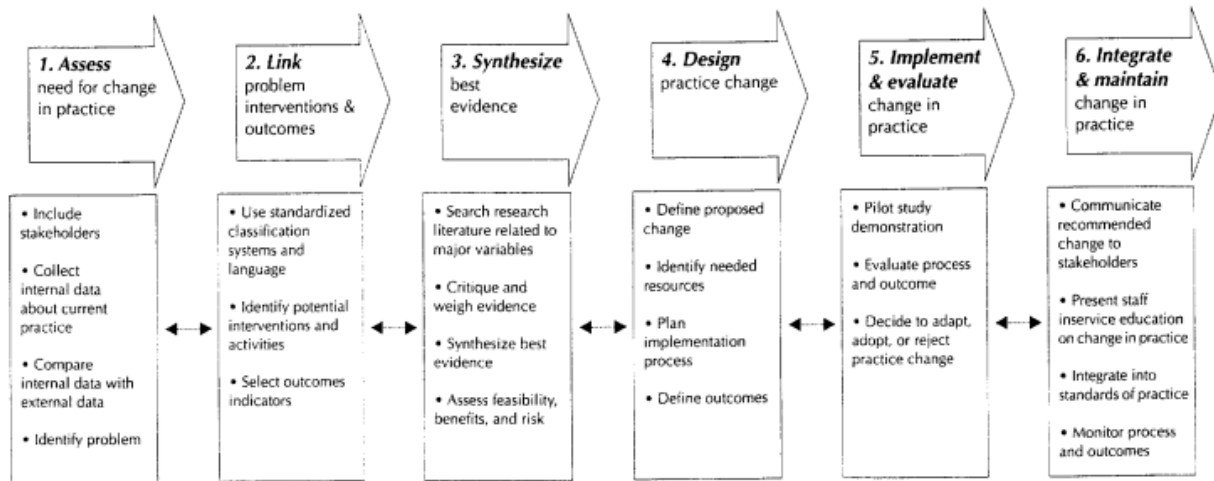 1. Assess
need for change
in practice
2. Link
problem
interventions &
outcomes
3. Synthesize
best
evidence
4. Design
practice change
5. Implement
& evaluate
change in
practice
6. Integrate
& maintain
change in
practice
• Include
stakeholders
• Collect
internal data
about current
practice
• Compare
internal data with
external data
• Identify problem
• Use standardized
classification
systems and
language
• Identify potential
interventions and
activities
• Select outcomes
indicators
• Search research
literature related to
major variables
• Critique and
weigh evidence
• Synthesize best
evidence
• Assess feasibility,
benefits, and risk
• Define proposed
change
• Identify needed
resources
• Plan
implementation
process
• Define outcomes
• Pilot study
demonstration
• Evaluate process
and outcome
• Decide to adapt,
adopt, or reject
practice change
• Communicate
recommended
change to
stakeholders
• Present staff
inservice education
on change in practice
• Integrate into
standards of practice
• Monitor process
and outcomes